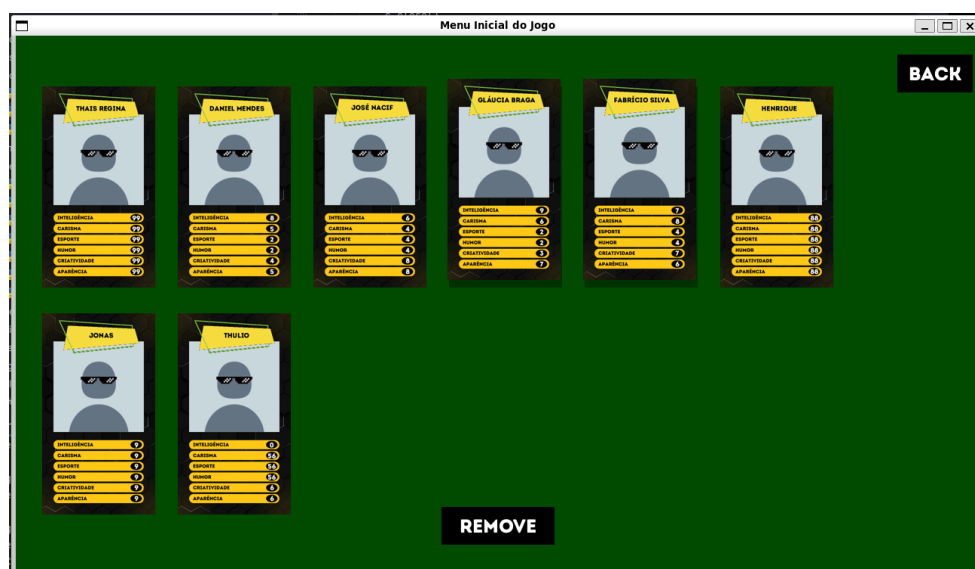 Menu Inicial do Jogo
BACK
THAIS REGINA
INTELIGÊNCIA 99
CARISMA 99
ESPORTE 99
HUMOR 99
CRIATIVIDADE 99
APARÊNCIA 99
DANIEL MENDES
INTELIGÊNCIA 8
CARISMA 5
ESPORTE 2
HUMOR 2
CRIATIVIDADE 4
APARÊNCIA 5
JOSÉ NACIF
INTELIGÊNCIA 6
CARISMA 4
ESPORTE 4
HUMOR 4
CRIATIVIDADE 8
APARÊNCIA 8
GLÁUCIA BRAGA
INTELIGÊNCIA 9
CARISMA 6
ESPORTE 2
HUMOR 2
CRIATIVIDADE 3
APARÊNCIA 7
FABRÍCIO SILVA
INTELIGÊNCIA 7
CARISMA 8
ESPORTE 4
HUMOR 4
CRIATIVIDADE 7
APARÊNCIA 6
HENRIQUE
INTELIGÊNCIA 88
CARISMA 88
ESPORTE 88
HUMOR 88
CRIATIVIDADE 88
APARÊNCIA 88
JONAS
INTELIGÊNCIA 9
CARISMA 9
ESPORTE 9
HUMOR 9
CRIATIVIDADE 9
APARÊNCIA 9
THULIO
INTELIGÊNCIA 0
CARISMA 56
ESPORTE 56
HUMOR 56
CRIATIVIDADE 6
APARÊNCIA 6
REMOVE